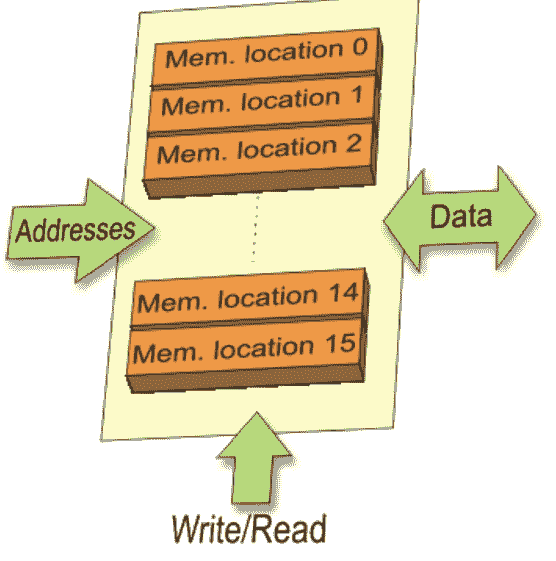 Mem. location 0
Mem. location 1
Mem. location 2
Addresses
Data
Mem. location 14
Mem. location 15
Write/Read